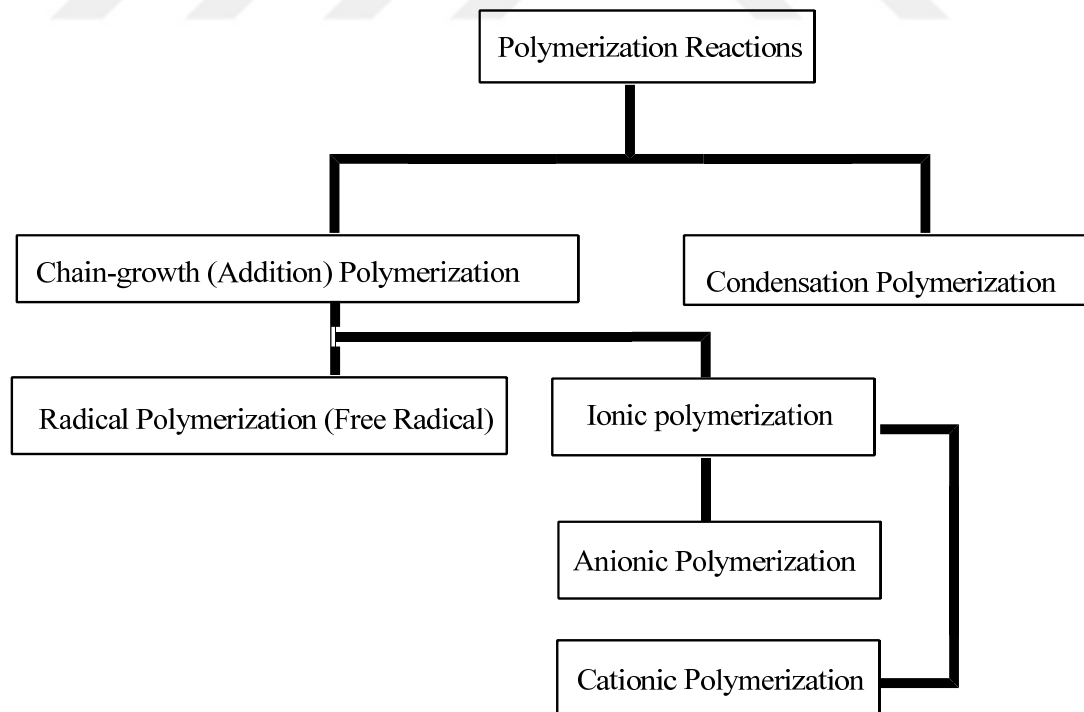 Polymerization Reactions
Chain-growth (Addition) Polymerization
Condensation Polymerization
Radical Polymerization (Free Radical)
Ionic polymerization
Anionic Polymerization
Cationic Polymerization